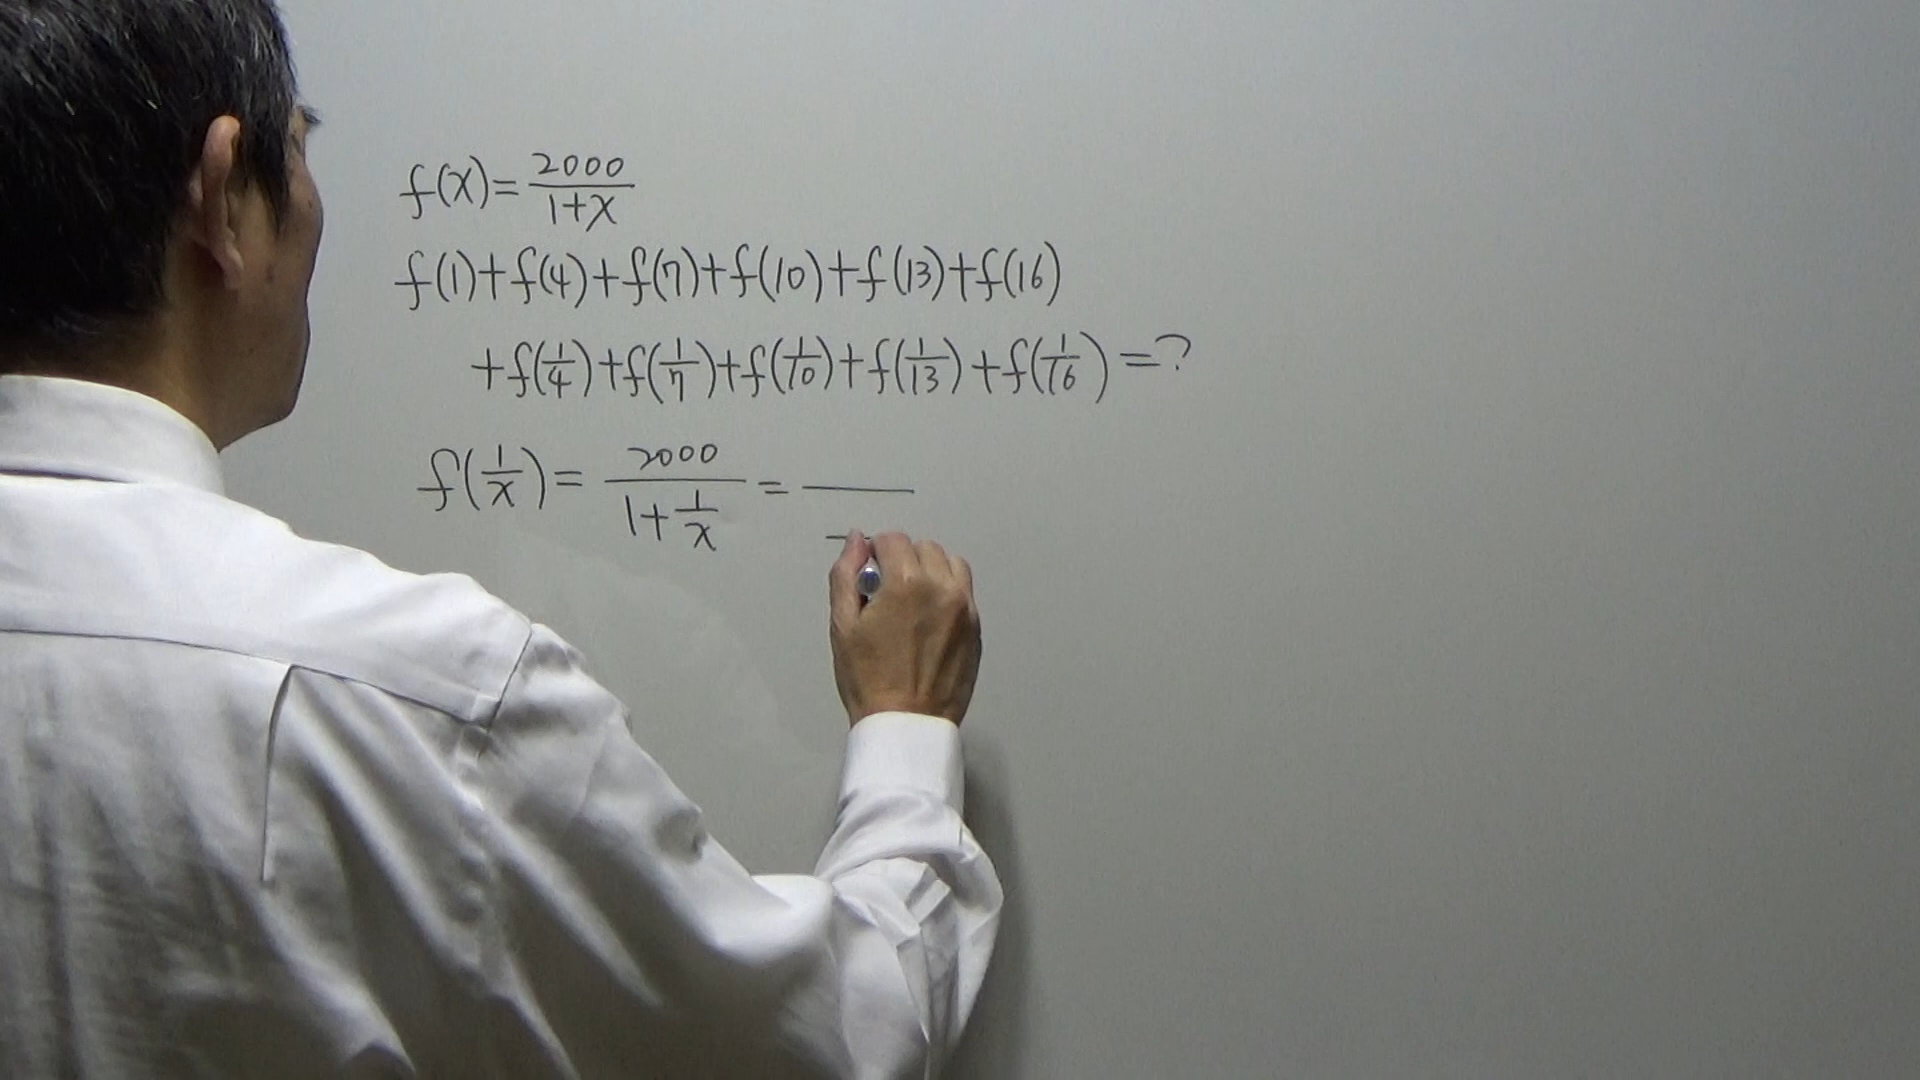 f(x)=2000/(1+x)
f(1)+f(4)+f(7)+f(10)+f(13)+f(16)
+f(1/4)+f(1/7)+f(1/10)+f(1/13)+f(1/16)=?
f(1/x)=2000/(1+1/x)=